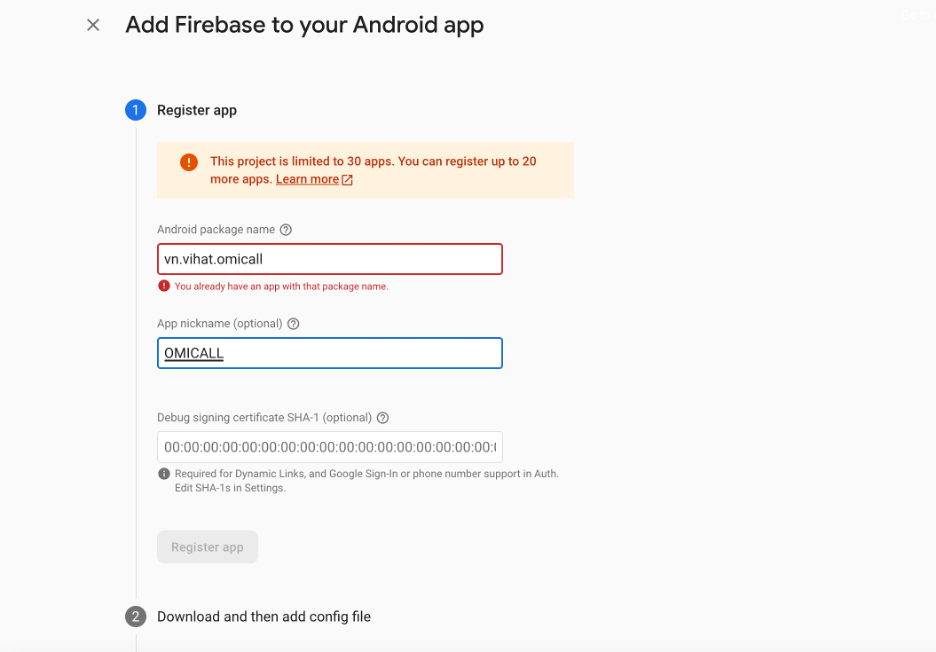 Add Firebase to your Android app
1 Register app
This project is limited to 30 apps. You can register up to 20
more apps. Learn more
Android package name
vn.vihat.omicall
You already have an app with that package name.
App nickname (optional)
OMICALL
Debug signing certificate SHA-1 (optional)
00:00:00:00:00:00:00:00:00:00:00:00:00:00:00:00:00:
Required for Dynamic Links, and Google Sign-In or phone number support in Auth.
Edit SHA-1s in Settings.
Register app
2 Download and then add config file